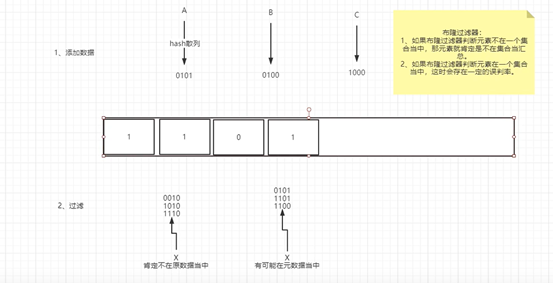 A
B
C
hash散列
1、添加数据
0101
0100
1000
布隆过滤器：
1、如果布隆过滤器判断元素不在一个集
合当中，那元素就肯定是不在集合当汇
总。
2、如果布隆过滤器判断元素在一个集合
当中，这时会存在一定的误判率。
1
1
0
1
2、过滤
0010
1010
1110
0101
1101
1100
X
肯定不在原数据当中
X
有可能在元数据当中